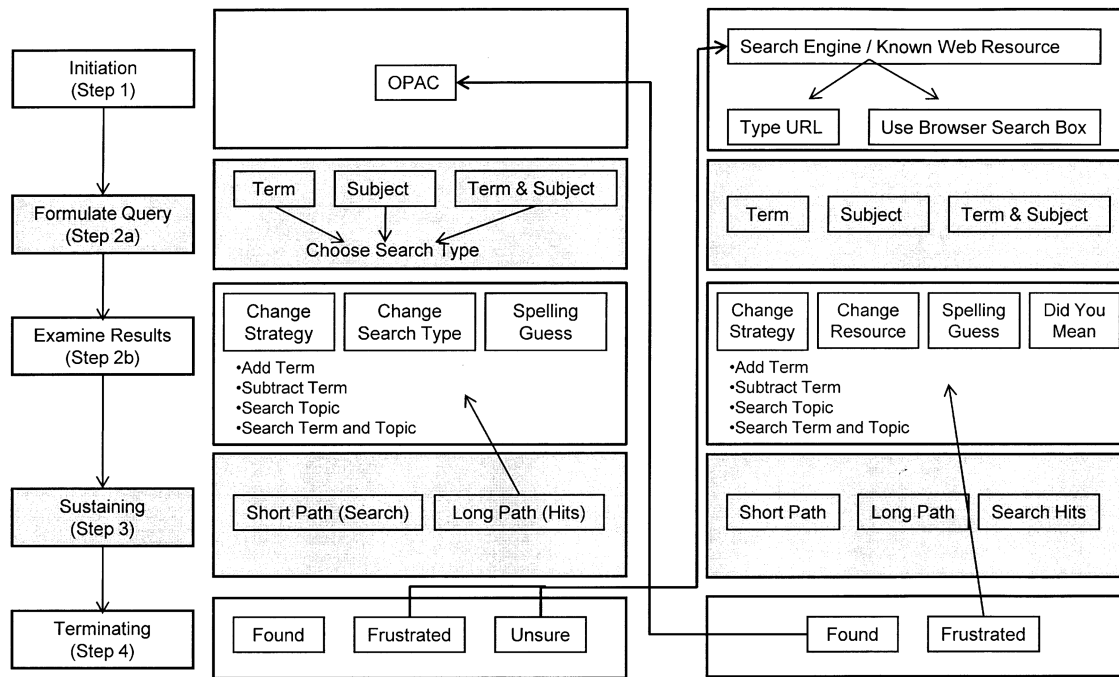 Initiation
(Step 1)
OPAC
Search Engine / Known Web Resource
Type URL
Use Browser Search Box
Formulate Query
(Step 2a)
Term
Subject
Term & Subject
Choose Search Type
Term
Subject
Term & Subject
Examine Results
(Step 2b)
Change
Strategy
Change
Search Type
Spelling
Guess
•Add Term
•Subtract Term
•Search Topic
•Search Term and Topic
Change
Strategy
Change
Resource
Spelling
Guess
Did You
Mean
•Add Term
•Subtract Term
•Search Topic
•Search Term and Topic
Sustaining
(Step 3)
Short Path (Search)
Long Path (Hits)
Short Path
Long Path
Search Hits
Terminating
(Step 4)
Found
Frustrated
Unsure
Found
Frustrated